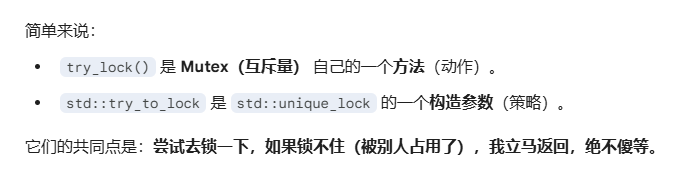 简单来说：
• try_lock() 是 Mutex（互斥量） 自己的一个方法（动作）。
• std::try_to_lock 是 std::unique_lock 的一个构造参数（策略）。
它们的共同点是：尝试去锁一下，如果锁不住（被别人占用了），我立马返回，绝不傻等。